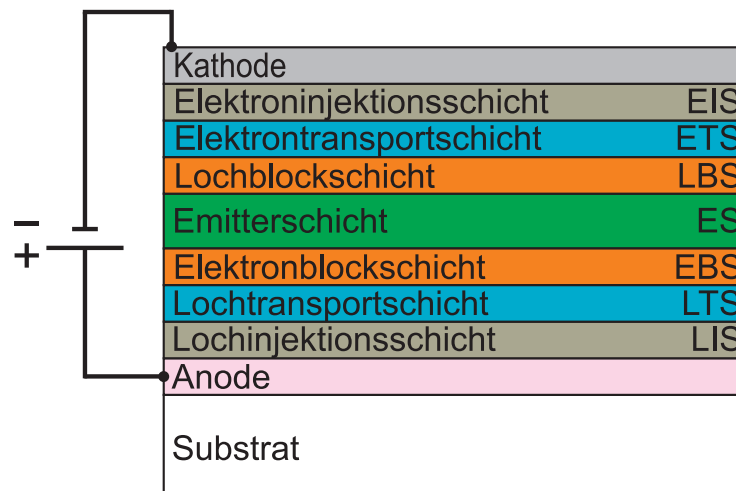 Kathode
Elektroninjektionsschicht EIS
Elektrontransportschicht ETS
Lochblockschicht LBS
− Emitterschicht ES
+ Elektronblockschicht EBS
Lochtransportschicht LTS
Lochinjektionsschicht LIS
Anode
Substrat